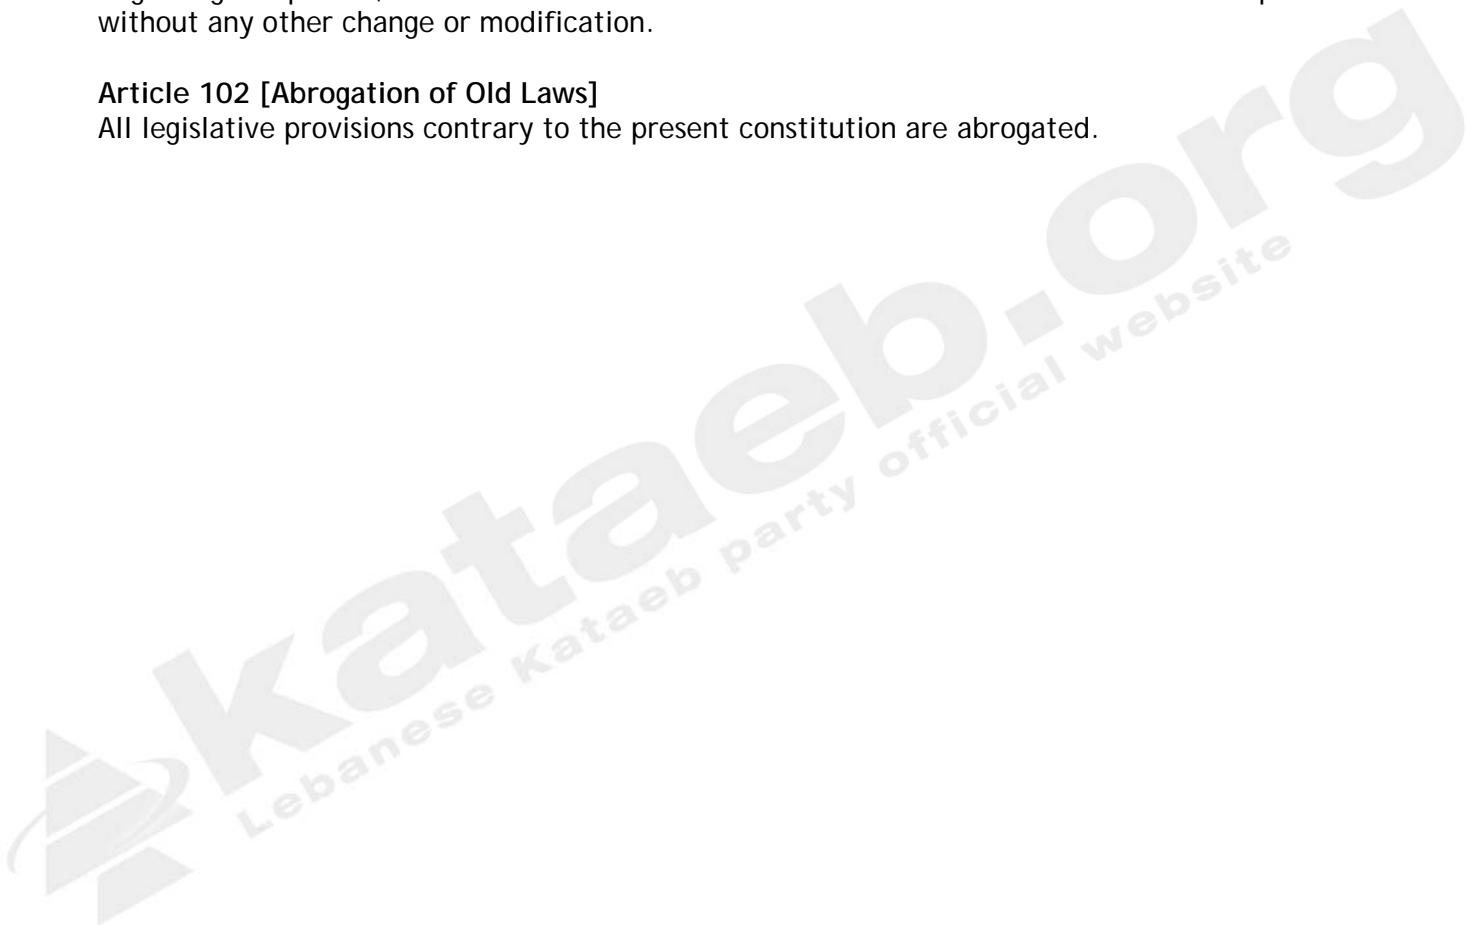 without any other change or modification.
Article 102 [Abrogation of Old Laws]
All legislative provisions contrary to the present constitution are abrogated.
kataeb.org
Lebanese Kataeb party official website